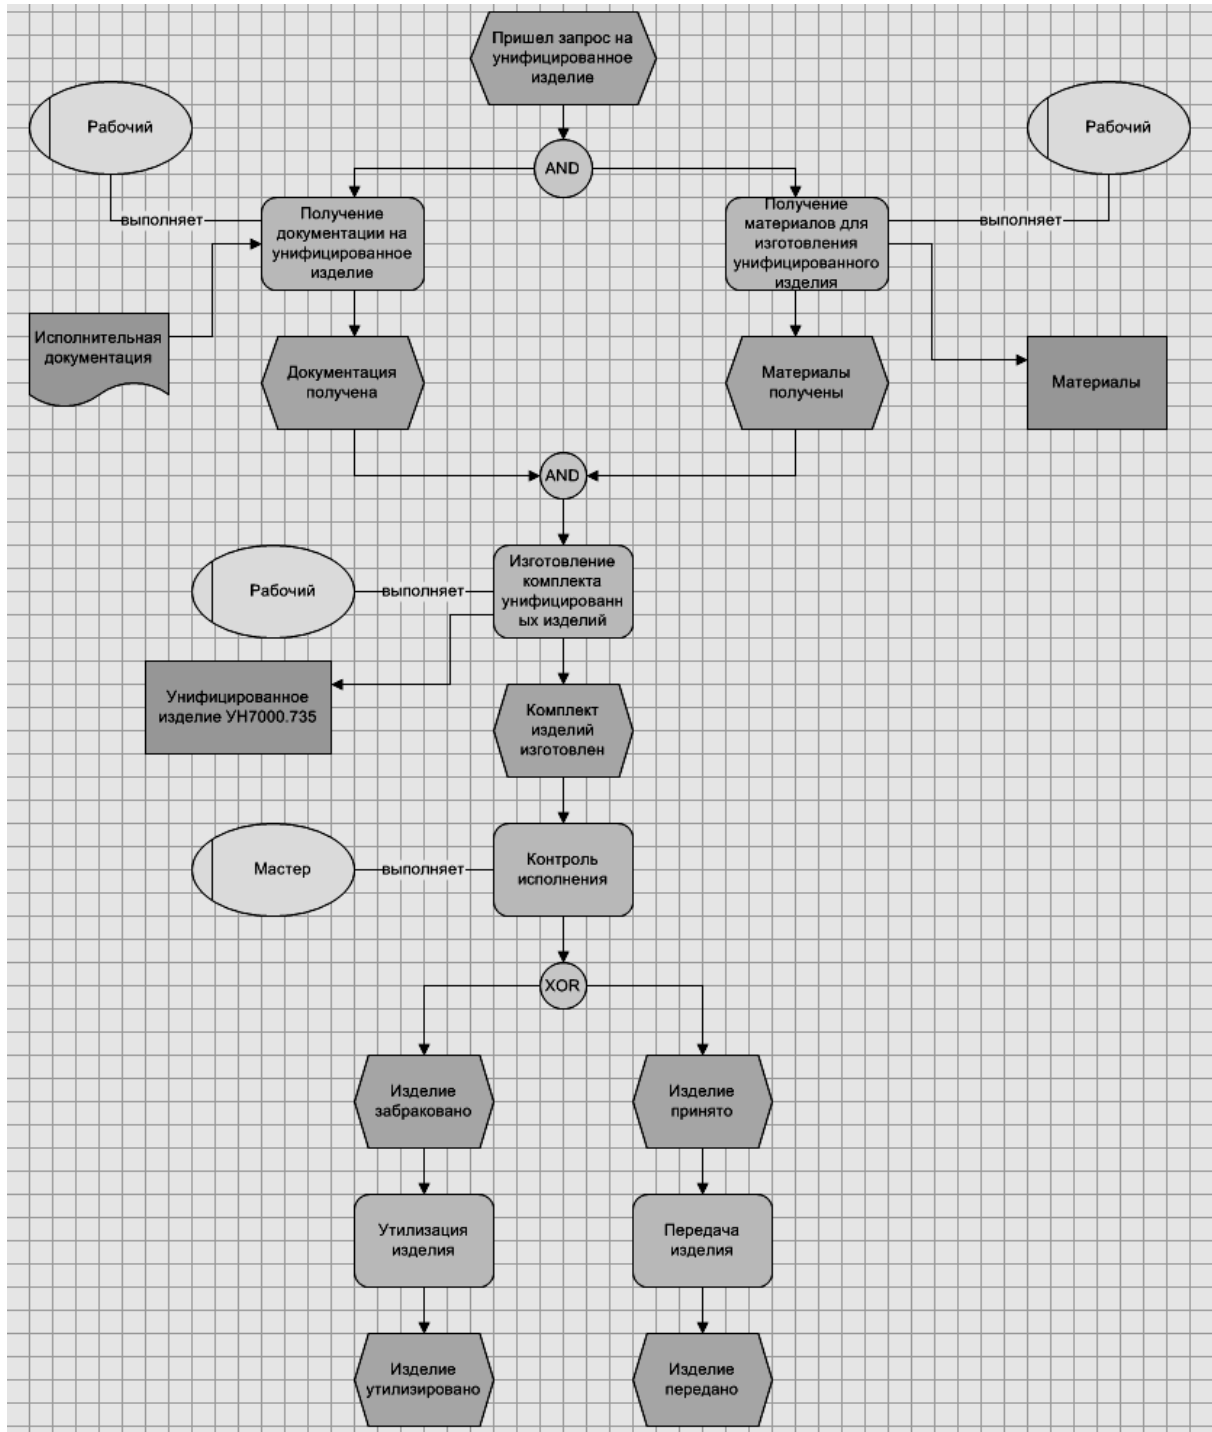 Пришел запрос на
унифицированное
изделие
Рабочий
Рабочий
AND
выполняет
Получение
документации на
унифицированное
изделие
Получение
материалов для
изготовления
унифицированного
изделия
выполняет
Исполнительная
документация
Документация
получена
Материалы
получены
Материалы
AND
Рабочий
выполняет
Изготовление
комплекта
унифицированн
ых изделий
Унифицированное
изделие УН7000.735
Комплект
изделий
изготовлен
Мастер
выполняет
Контроль
исполнения
XOR
Изделие
забраковано
Изделие
принято
Утилизация
изделия
Передача
изделия
Изделие
утилизировано
Изделие
передано